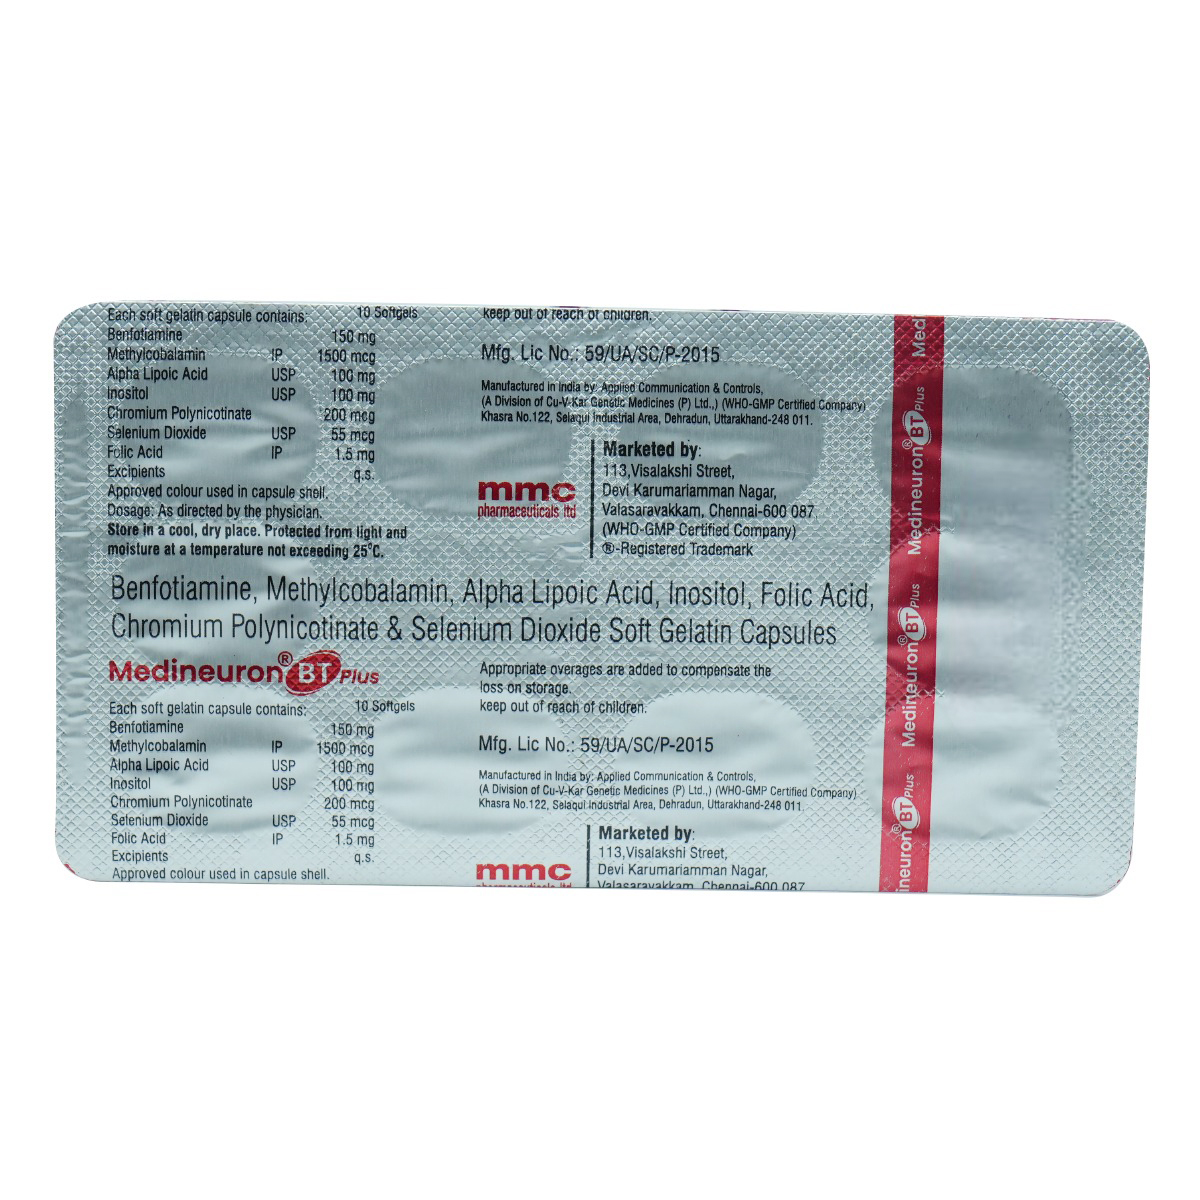 Each soft gelatin capsule contains: 10 Softgels
Benfotiamine 150 mg
Methylcobalamin IP 1500 mcg
Alpha Lipoic Acid USP 100 mg
Inositol USP 100 mg
Chromium Polynicotinate 200 mcg
Selenium Dioxide USP 55 mcg
Folic Acid IP 1.5 mg
Excipients q.s.
Approved colour used in capsule shell.
Dosage: As directed by the physician.
Store in a cool, dry place. Protected from light and
moisture at a temperature not exceeding 25°C.
keep out of reach of children.
Mfg. Lic No.: 59/UA/SC/P-2015
Manufactured in India by: Applied Communication & Controls,
(A Division of Cu-V-Kar Genetic Medicines (P) Ltd.,) (WHO-GMP Certified Company)
Khasra No.122, Selaqui Industrial Area, Dehradun, Uttarakhand-248 011.
mmc
pharmaceuticals ltd
Marketed by:
113,Visalakshi Street,
Devi Karumariamman Nagar,
Valasaravakkam, Chennai-600 087
(WHO-GMP Certified Company)
®-Registered Trademark
Benfotiamine, Methylcobalamin, Alpha Lipoic Acid, Inositol, Folic Acid,
Chromium Polynicotinate & Selenium Dioxide Soft Gelatin Capsules
Medineuron® BT Plus
Each soft gelatin capsule contains: 10 Softgels
Benfotiamine 150 mg
Methylcobalamin IP 1500 mcg
Alpha Lipoic Acid USP 100 mg
Inositol USP 100 mg
Chromium Polynicotinate 200 mcg
Selenium Dioxide USP 55 mcg
Folic Acid IP 1.5 mg
Excipients q.s.
Approved colour used in capsule shell.
Appropriate overages are added to compensate the
loss on storage.
keep out of reach of children.
Mfg. Lic No.: 59/UA/SC/P-2015
Manufactured in India by: Applied Communication & Controls,
(A Division of Cu-V-Kar Genetic Medicines (P) Ltd.,) (WHO-GMP Certified Company)
Khasra No.122, Selaqui Industrial Area, Dehradun, Uttarakhand-248 011.
mmc
pharmaceuticals ltd
Marketed by:
113,Visalakshi Street,
Devi Karumariamman Nagar,
Valasaravakkam, Chennai-600 087
ineuron® BT Plus
Medineuron® BT Plus
Medineuron® BT Plus
Med